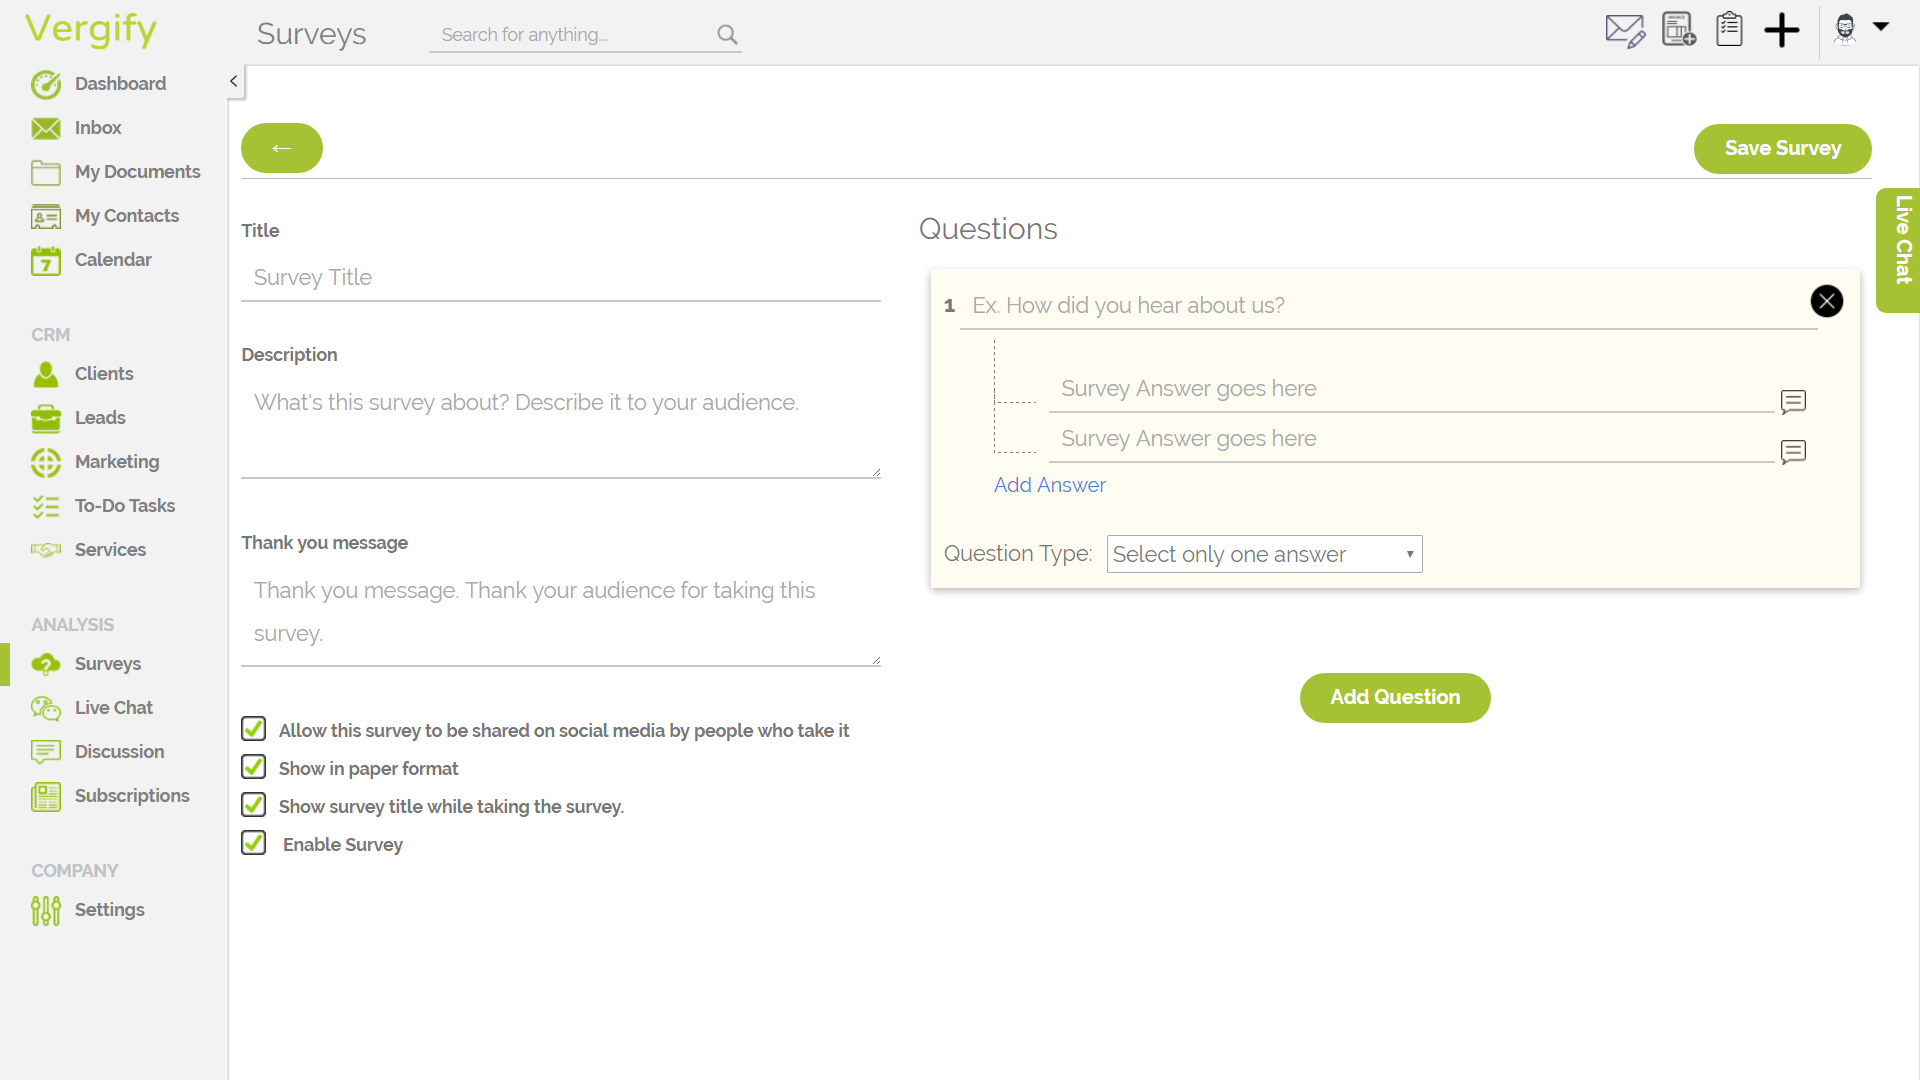 Vergify
Surveys
Search for anything...
INVOICE
Dashboard
Inbox
My Documents
My Contacts
7
Calendar
CRM
Clients
Leads
Marketing
To-Do Tasks
Services
ANALYSIS
?
Surveys
Live Chat
Discussion
Subscriptions
COMPANY
Settings
←
Save Survey
Title
Survey Title
Description
What's this survey about? Describe it to your audience.
Thank you message
Thank you message. Thank your audience for taking this
survey.
Allow this survey to be shared on social media by people who take it
Show in paper format
Show survey title while taking the survey.
Enable Survey
Questions
1 Ex. How did you hear about us?
Survey Answer goes here
Survey Answer goes here
Add Answer
Question Type: Select only one answer
Add Question
Live Chat